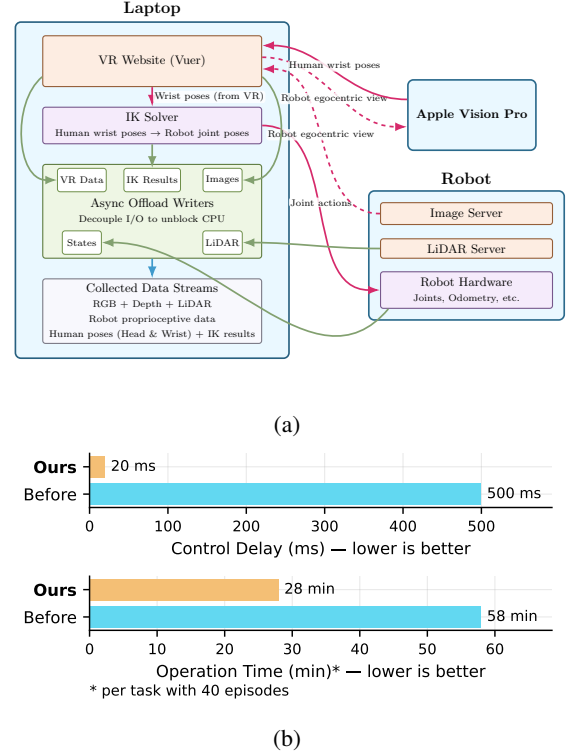 Laptop
VR Website (Vuer)
Human wrist poses
Wrist poses (from VR)
Robot egocentric view
Apple Vision Pro
IK Solver
Human wrist poses → Robot joint poses
Robot egocentric view
VR Data
IK Results
Images
Async Offload Writers
Decouple I/O to unblock CPU
States
LiDAR
Joint actions
Robot
Image Server
LiDAR Server
Robot Hardware
Joints, Odometry, etc.
Collected Data Streams
RGB + Depth + LiDAR
Robot proprioceptive data
Human poses (Head & Wrist) + IK results
(a)
Ours
20 ms
Before
500 ms
0 100 200 300 400 500
Control Delay (ms) — lower is better
Ours
28 min
Before
58 min
0 10 20 30 40 50 60
Operation Time (min)* — lower is better
* per task with 40 episodes
(b)